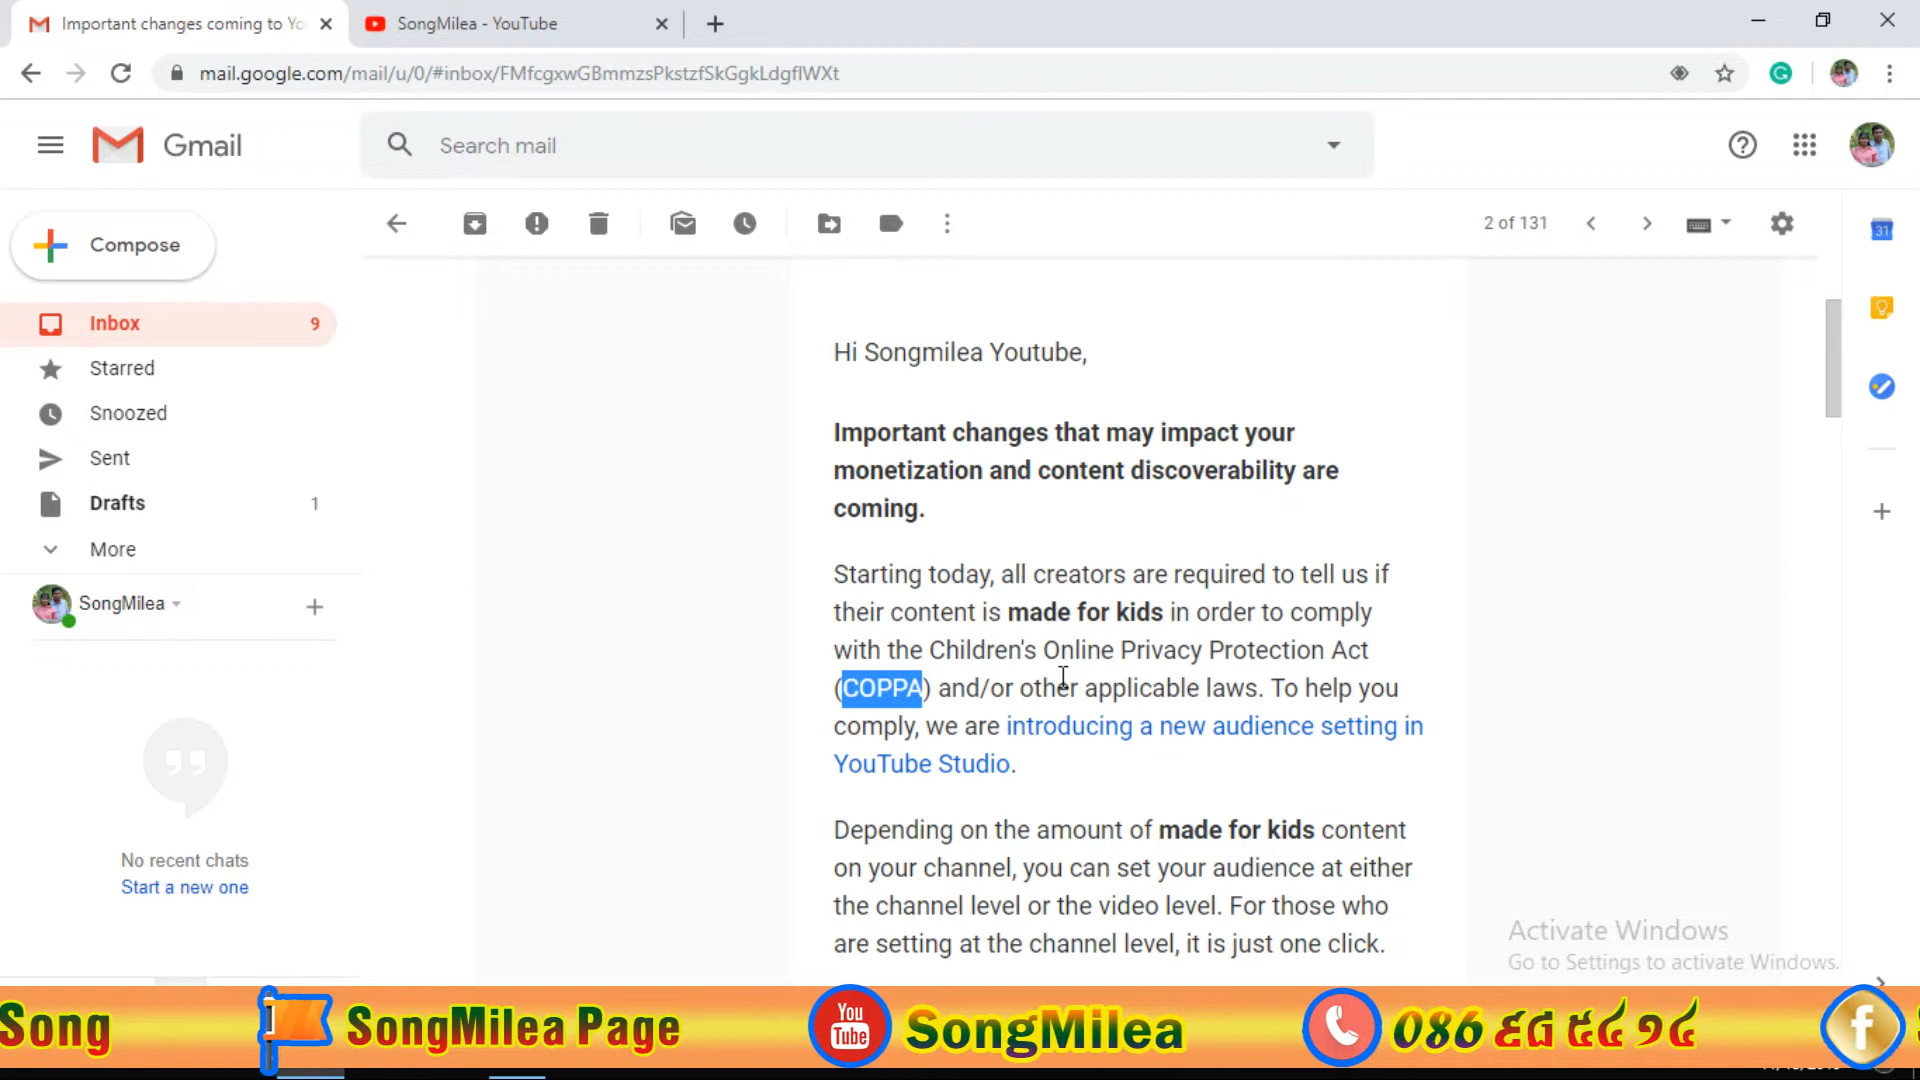 Important changes coming to Yo
SongMilea - YouTube
mail.google.com/mail/u/0/#inbox/FMfcgxwGBmmzsPkstzfSkGgkLdgflWXt
Gmail
Search mail
Compose
2 of 131
31
Inbox 9
Starred
Snoozed
Sent
Drafts 1
More
SongMilea
No recent chats
Start a new one
Hi Songmilea Youtube,
Important changes that may impact your
monetization and content discoverability are
coming.
Starting today, all creators are required to tell us if
their content is made for kids in order to comply
with the Children's Online Privacy Protection Act
(COPPA) and/or other applicable laws. To help you
comply, we are introducing a new audience setting in
YouTube Studio.
Depending on the amount of made for kids content
on your channel, you can set your audience at either
the channel level or the video level. For those who
are setting at the channel level, it is just one click.
Activate Windows
Go to Settings to activate Windows.
Song
SongMilea Page
You
Tube
SongMilea